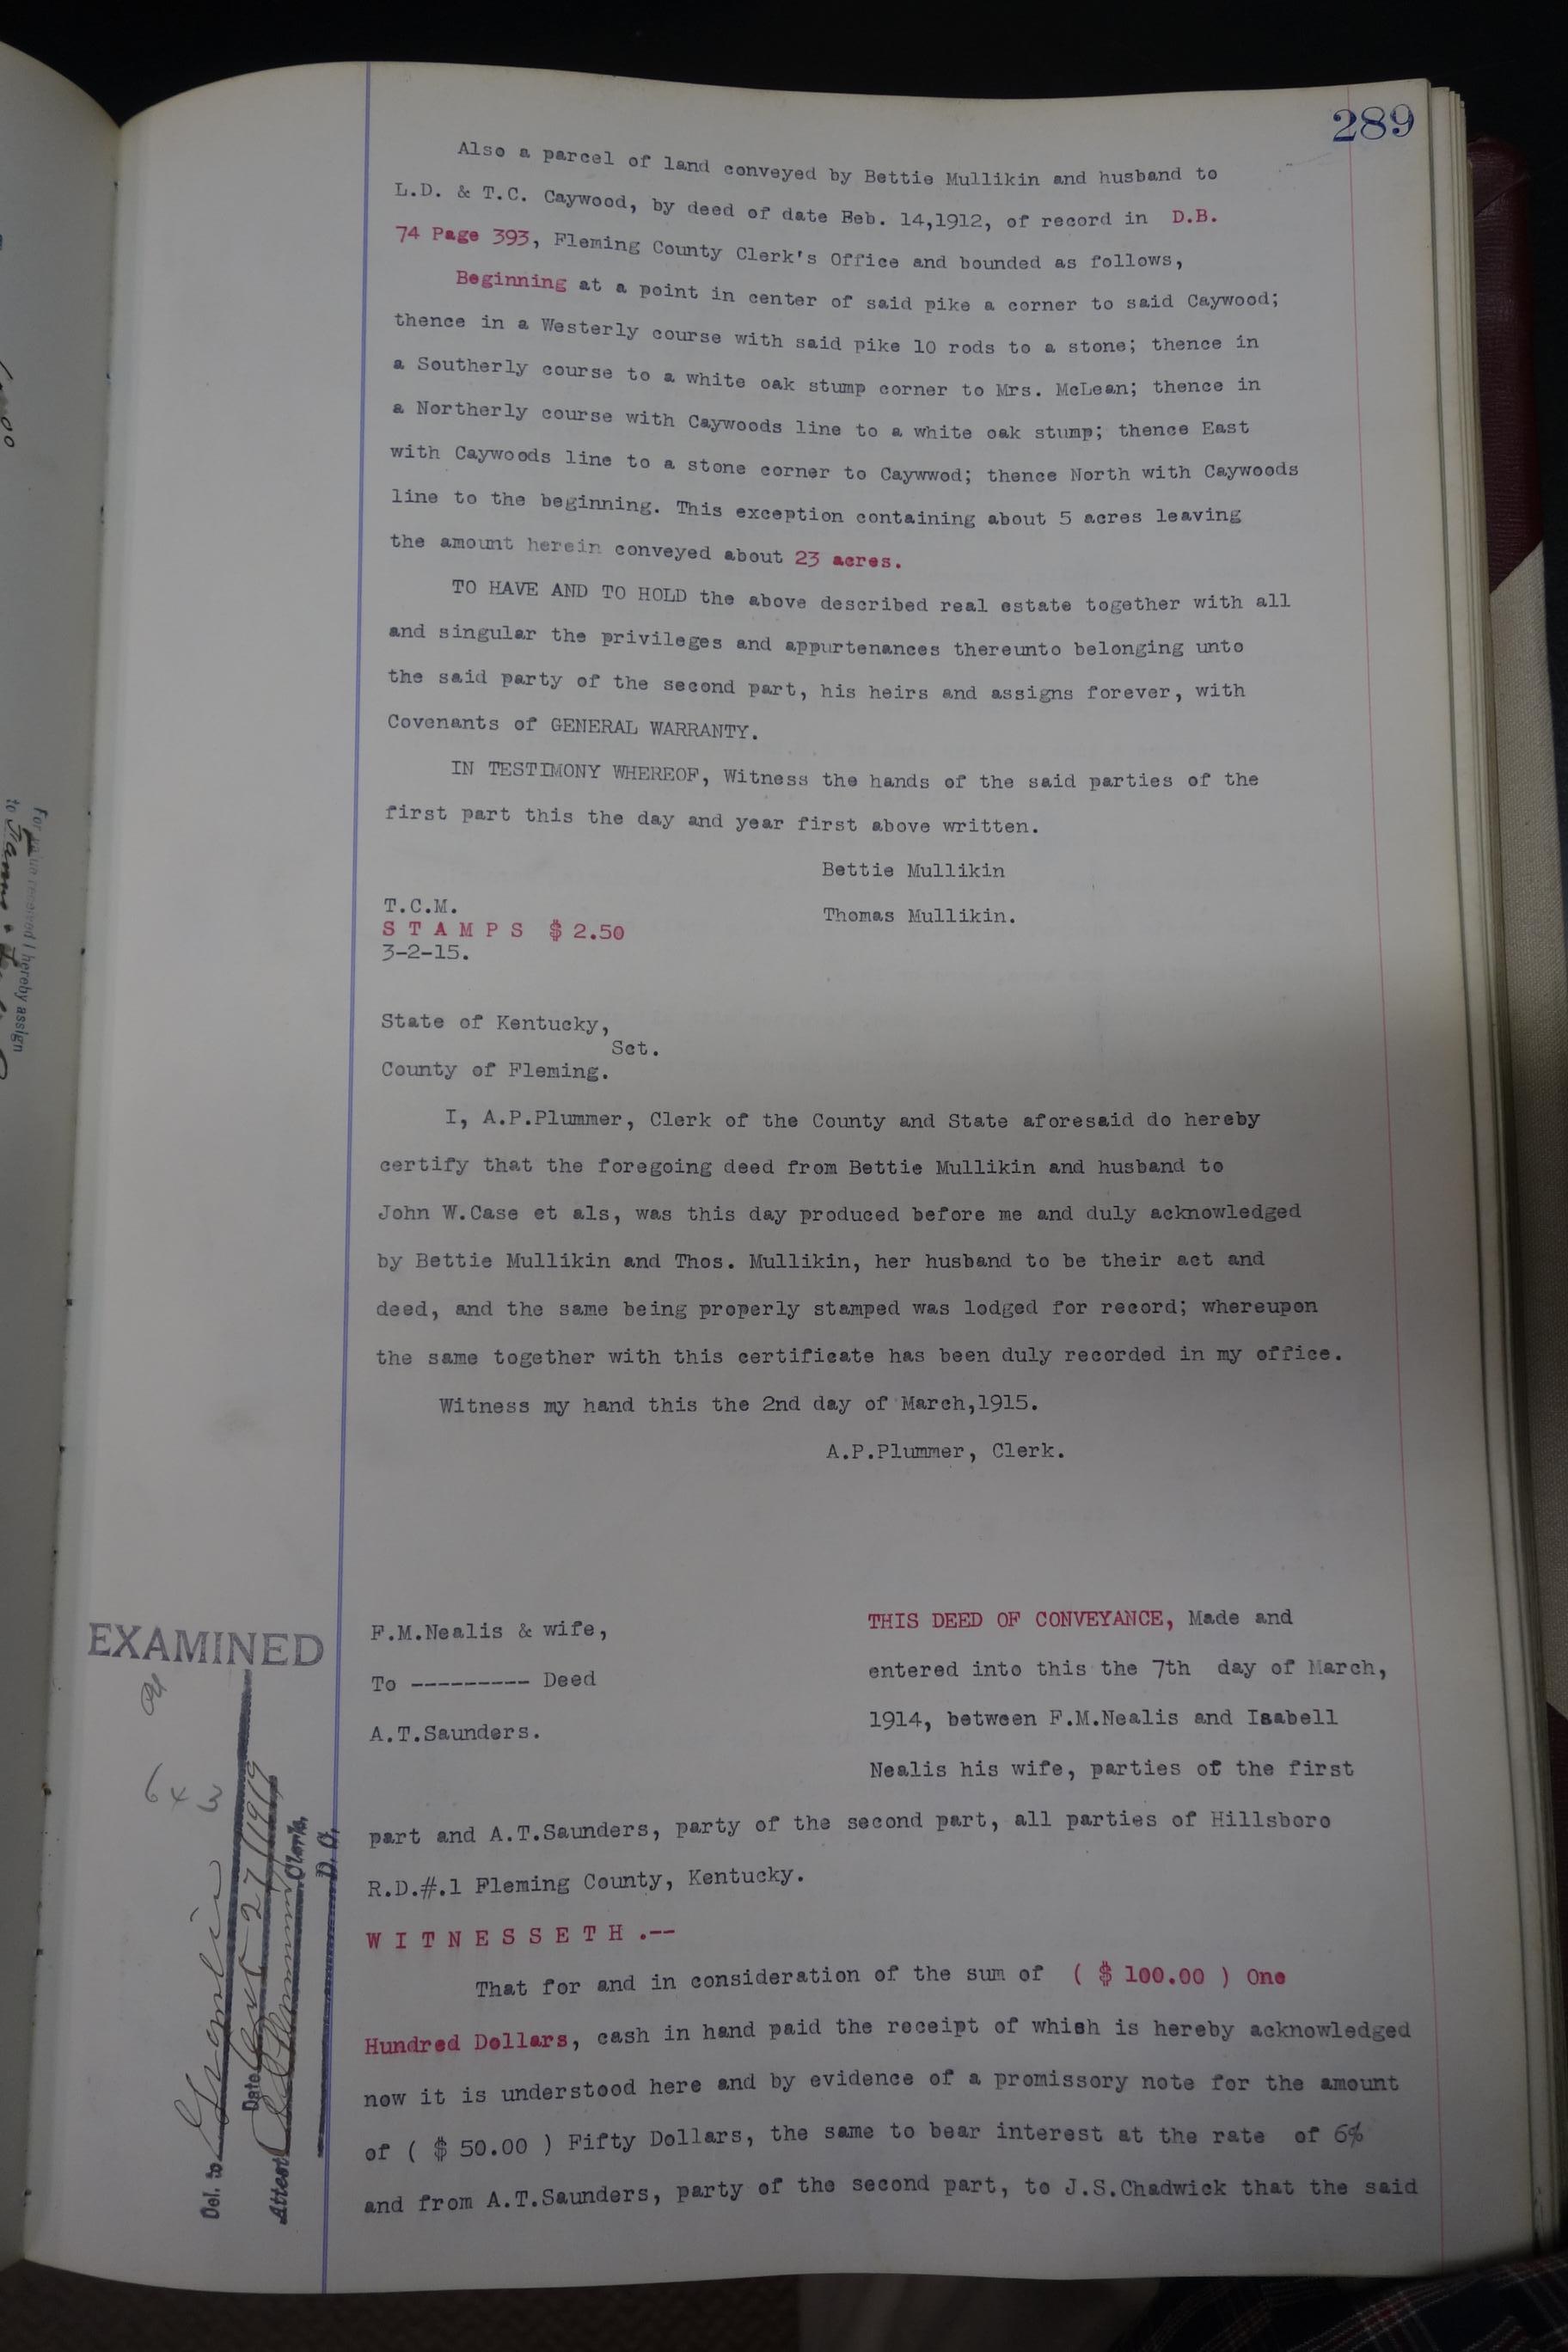 289
Also a parcel of land conveyed by Bettie Mullikin and husband to
L.D. & T.C. Caywood, by deed of date Beb. 14,1912, of record in D.B.
74 Page 393, Fleming County Clerk's Office and bounded as follows,
Beginning at a point in center of said pike a corner to said Caywood;
thence in a Westerly course with said pike 10 rods to a stone; thence in
a Southerly course to a white oak stump corner to Mrs. McLean; thence in
a Northerly course with Caywoods line to a white oak stump; thence East
with Caywoods line to a stone corner to Caywwod; thence North with Caywoods
line to the beginning. This exception containing about 5 acres leaving
the amount herein conveyed about 23 acres.
TO HAVE AND TO HOLD the above described real estate together with all
and singular the privileges and appurtenances thereunto belonging unto
the said party of the second part, his heirs and assigns forever, with
Covenants of GENERAL WARRANTY.
IN TESTIMONY WHEREOF, Witness the hands of the said parties of the
first part this the day and year first above written.
Bettie Mullikin
T.C.M.
Thomas Mullikin.
S T A M P S $ 2.50
3-2-15.
State of Kentucky,
Sct.
County of Fleming.
I, A.P.Plummer, Clerk of the County and State aforesaid do hereby
certify that the foregoing deed from Bettie Mullikin and husband to
John W.Case et als, was this day produced before me and duly acknowledged
by Bettie Mullikin and Thos. Mullikin, her husband to be their act and
deed, and the same being properly stamped was lodged for record; whereupon
the same together with this certificate has been duly recorded in my office.
Witness my hand this the 2nd day of March,1915.
A.P.Plummer, Clerk.
EXAMINED
F.M.Nealis & wife,
To --------- Deed
A.T.Saunders.
THIS DEED OF CONVEYANCE, Made and
entered into this the 7th day of March,
1914, between F.M.Nealis and Isabell
Nealis his wife, parties of the first
part and A.T.Saunders, party of the second part, all parties of Hillsboro
R.D.#.1 Fleming County, Kentucky.
W I T N E S S E T H .--
That for and in consideration of the sum of ( $ 100.00 ) One
Hundred Dollars, cash in hand paid the receipt of which is hereby acknowledged
now it is understood here and by evidence of a promissory note for the amount
of ( $ 50.00 ) Fifty Dollars, the same to bear interest at the rate of 6%
and from A.T.Saunders, party of the second part, to J.S.Chadwick that the said
Del. to Grantee
Date 27 1919
Attest Plummer Clerk,
D. C.
For value received I hereby assign
to